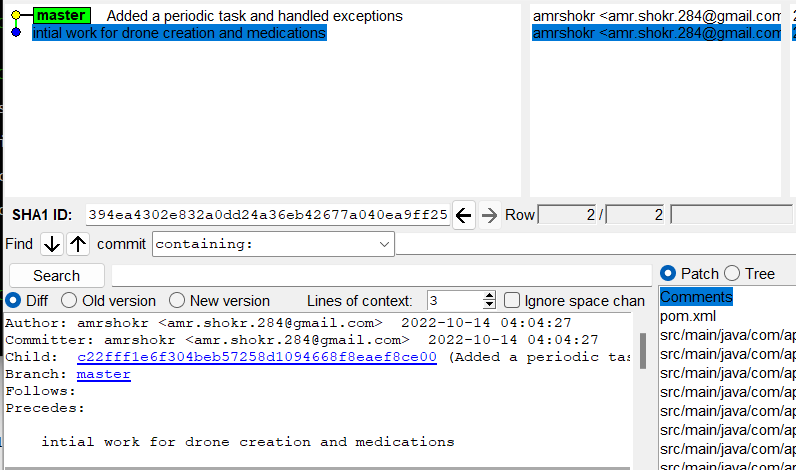 master Added a periodic task and handled exceptions amrshokr <amr.shokr.284@gmail.com
intial work for drone creation and medications amrshokr <amr.shokr.284@gmail.com
SHA1 ID: 394ea4302e832a0dd24a36eb42677a040ea9ff25 Row 2 / 2
Find commit containing:
Search
Patch Tree
Diff Old version New version Lines of context: 3 Ignore space chan
Comments
Author: amrshokr <amr.shokr.284@gmail.com> 2022-10-14 04:04:27
pom.xml
Committer: amrshokr <amr.shokr.284@gmail.com> 2022-10-14 04:04:27
src/main/java/com/ap
Child: c22fff1e6f304beb57258d1094668f8eaef8ce00 (Added a periodic tas
src/main/java/com/ap
Branch: master
src/main/java/com/ap
Follows:
src/main/java/com/ap
Precedes:
src/main/java/com/ap
src/main/java/com/ap
intial work for drone creation and medications
src/main/java/com/ap